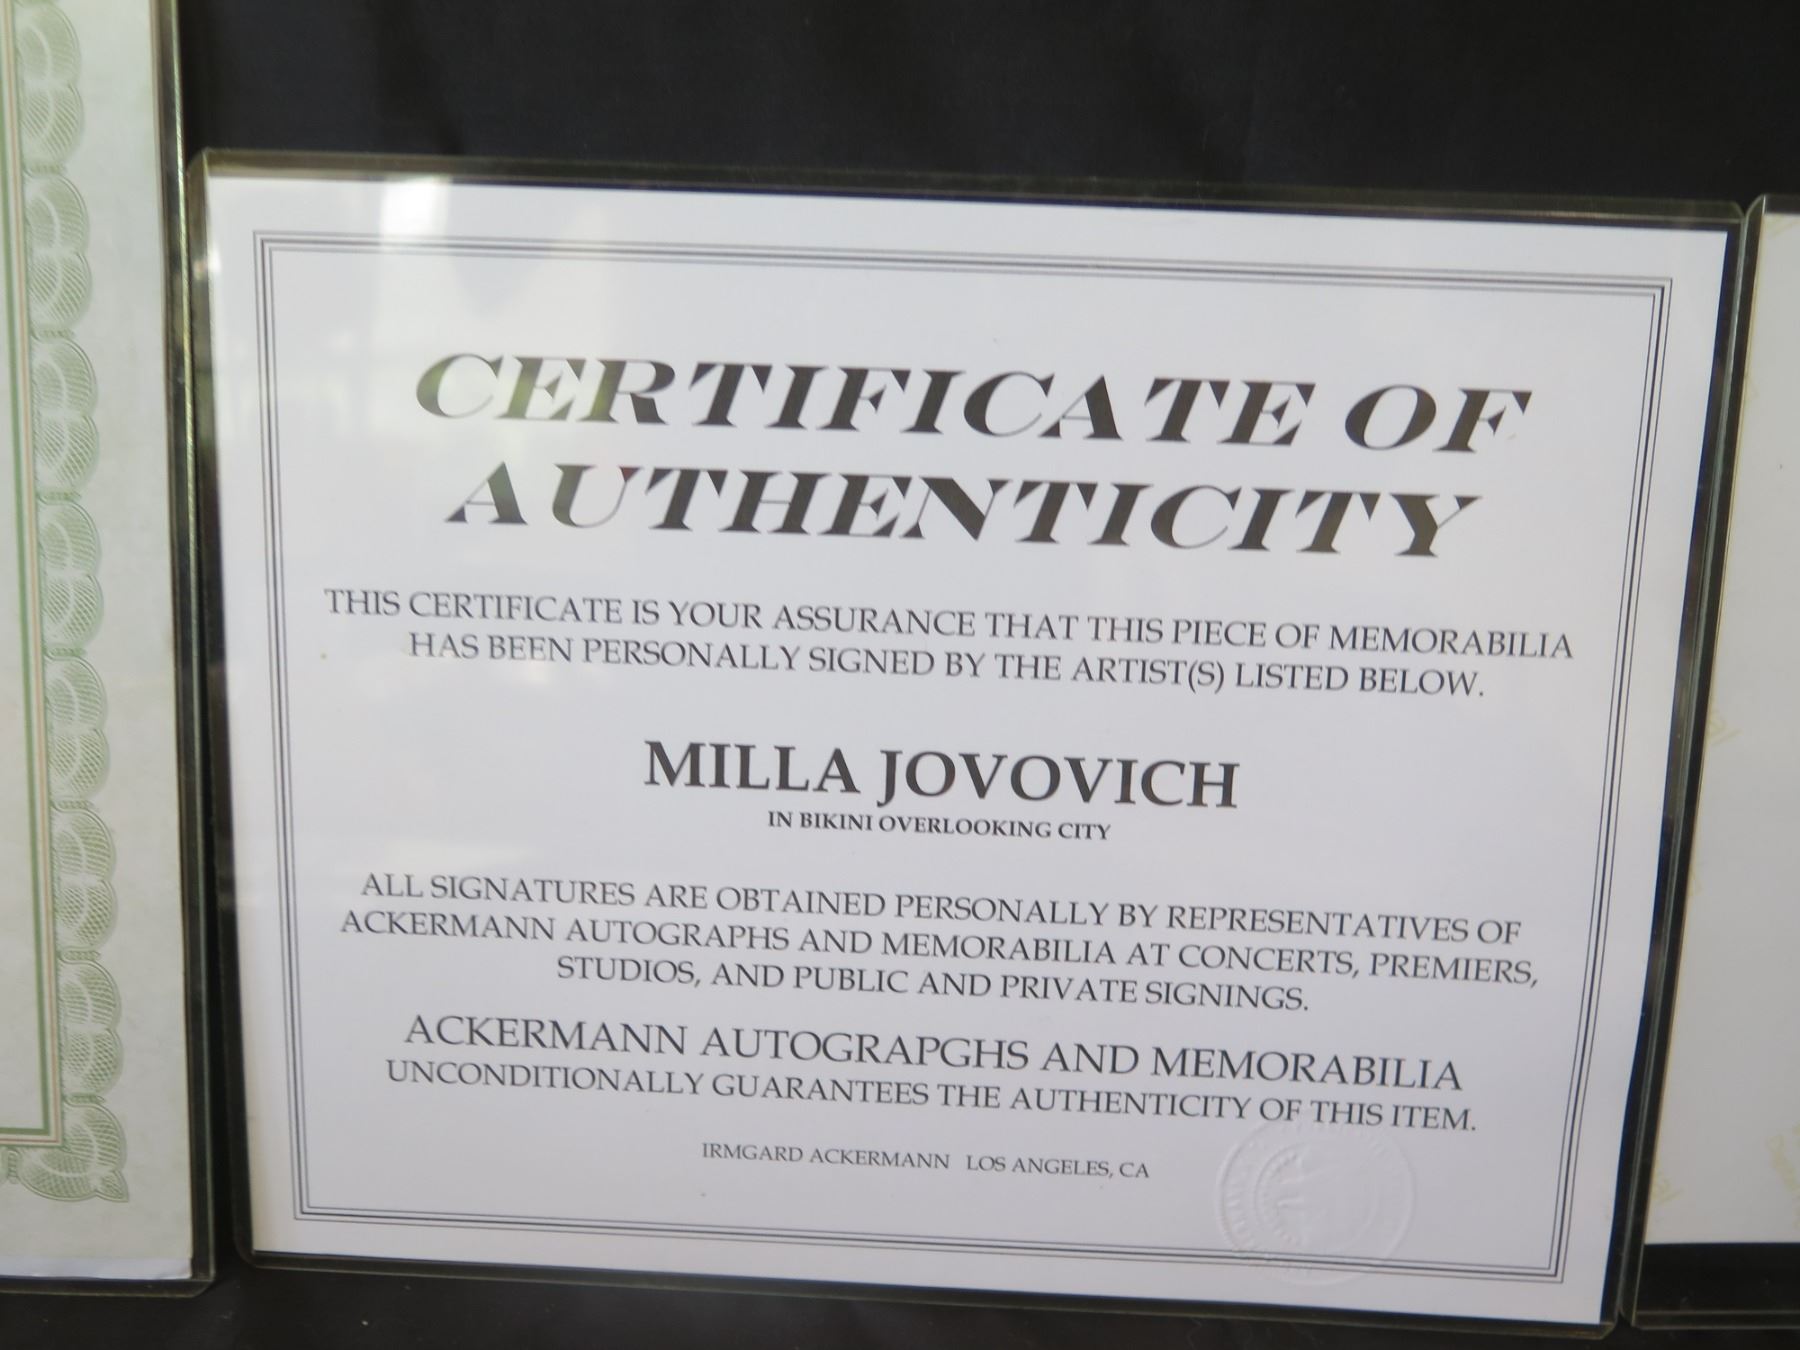 CERTIFICATE OF
AUTHENTICITY
THIS CERTIFICATE IS YOUR ASSURANCE THAT THIS PIECE OF MEMORABILIA
HAS BEEN PERSONALLY SIGNED BY THE ARTIST(S) LISTED BELOW.
MILLA JOVOVICH
IN BIKINI OVERLOOKING CITY
ALL SIGNATURES ARE OBTAINED PERSONALLY BY REPRESENTATIVES OF
ACKERMANN AUTOGRAPHS AND MEMORABILIA AT CONCERTS, PREMIERS,
STUDIOS, AND PUBLIC AND PRIVATE SIGNINGS.
ACKERMANN AUTOGRAPGHS AND MEMORABILIA
UNCONDITIONALLY GUARANTEES THE AUTHENTICITY OF THIS ITEM.
IRMGARD ACKERMANN LOS ANGELES, CA